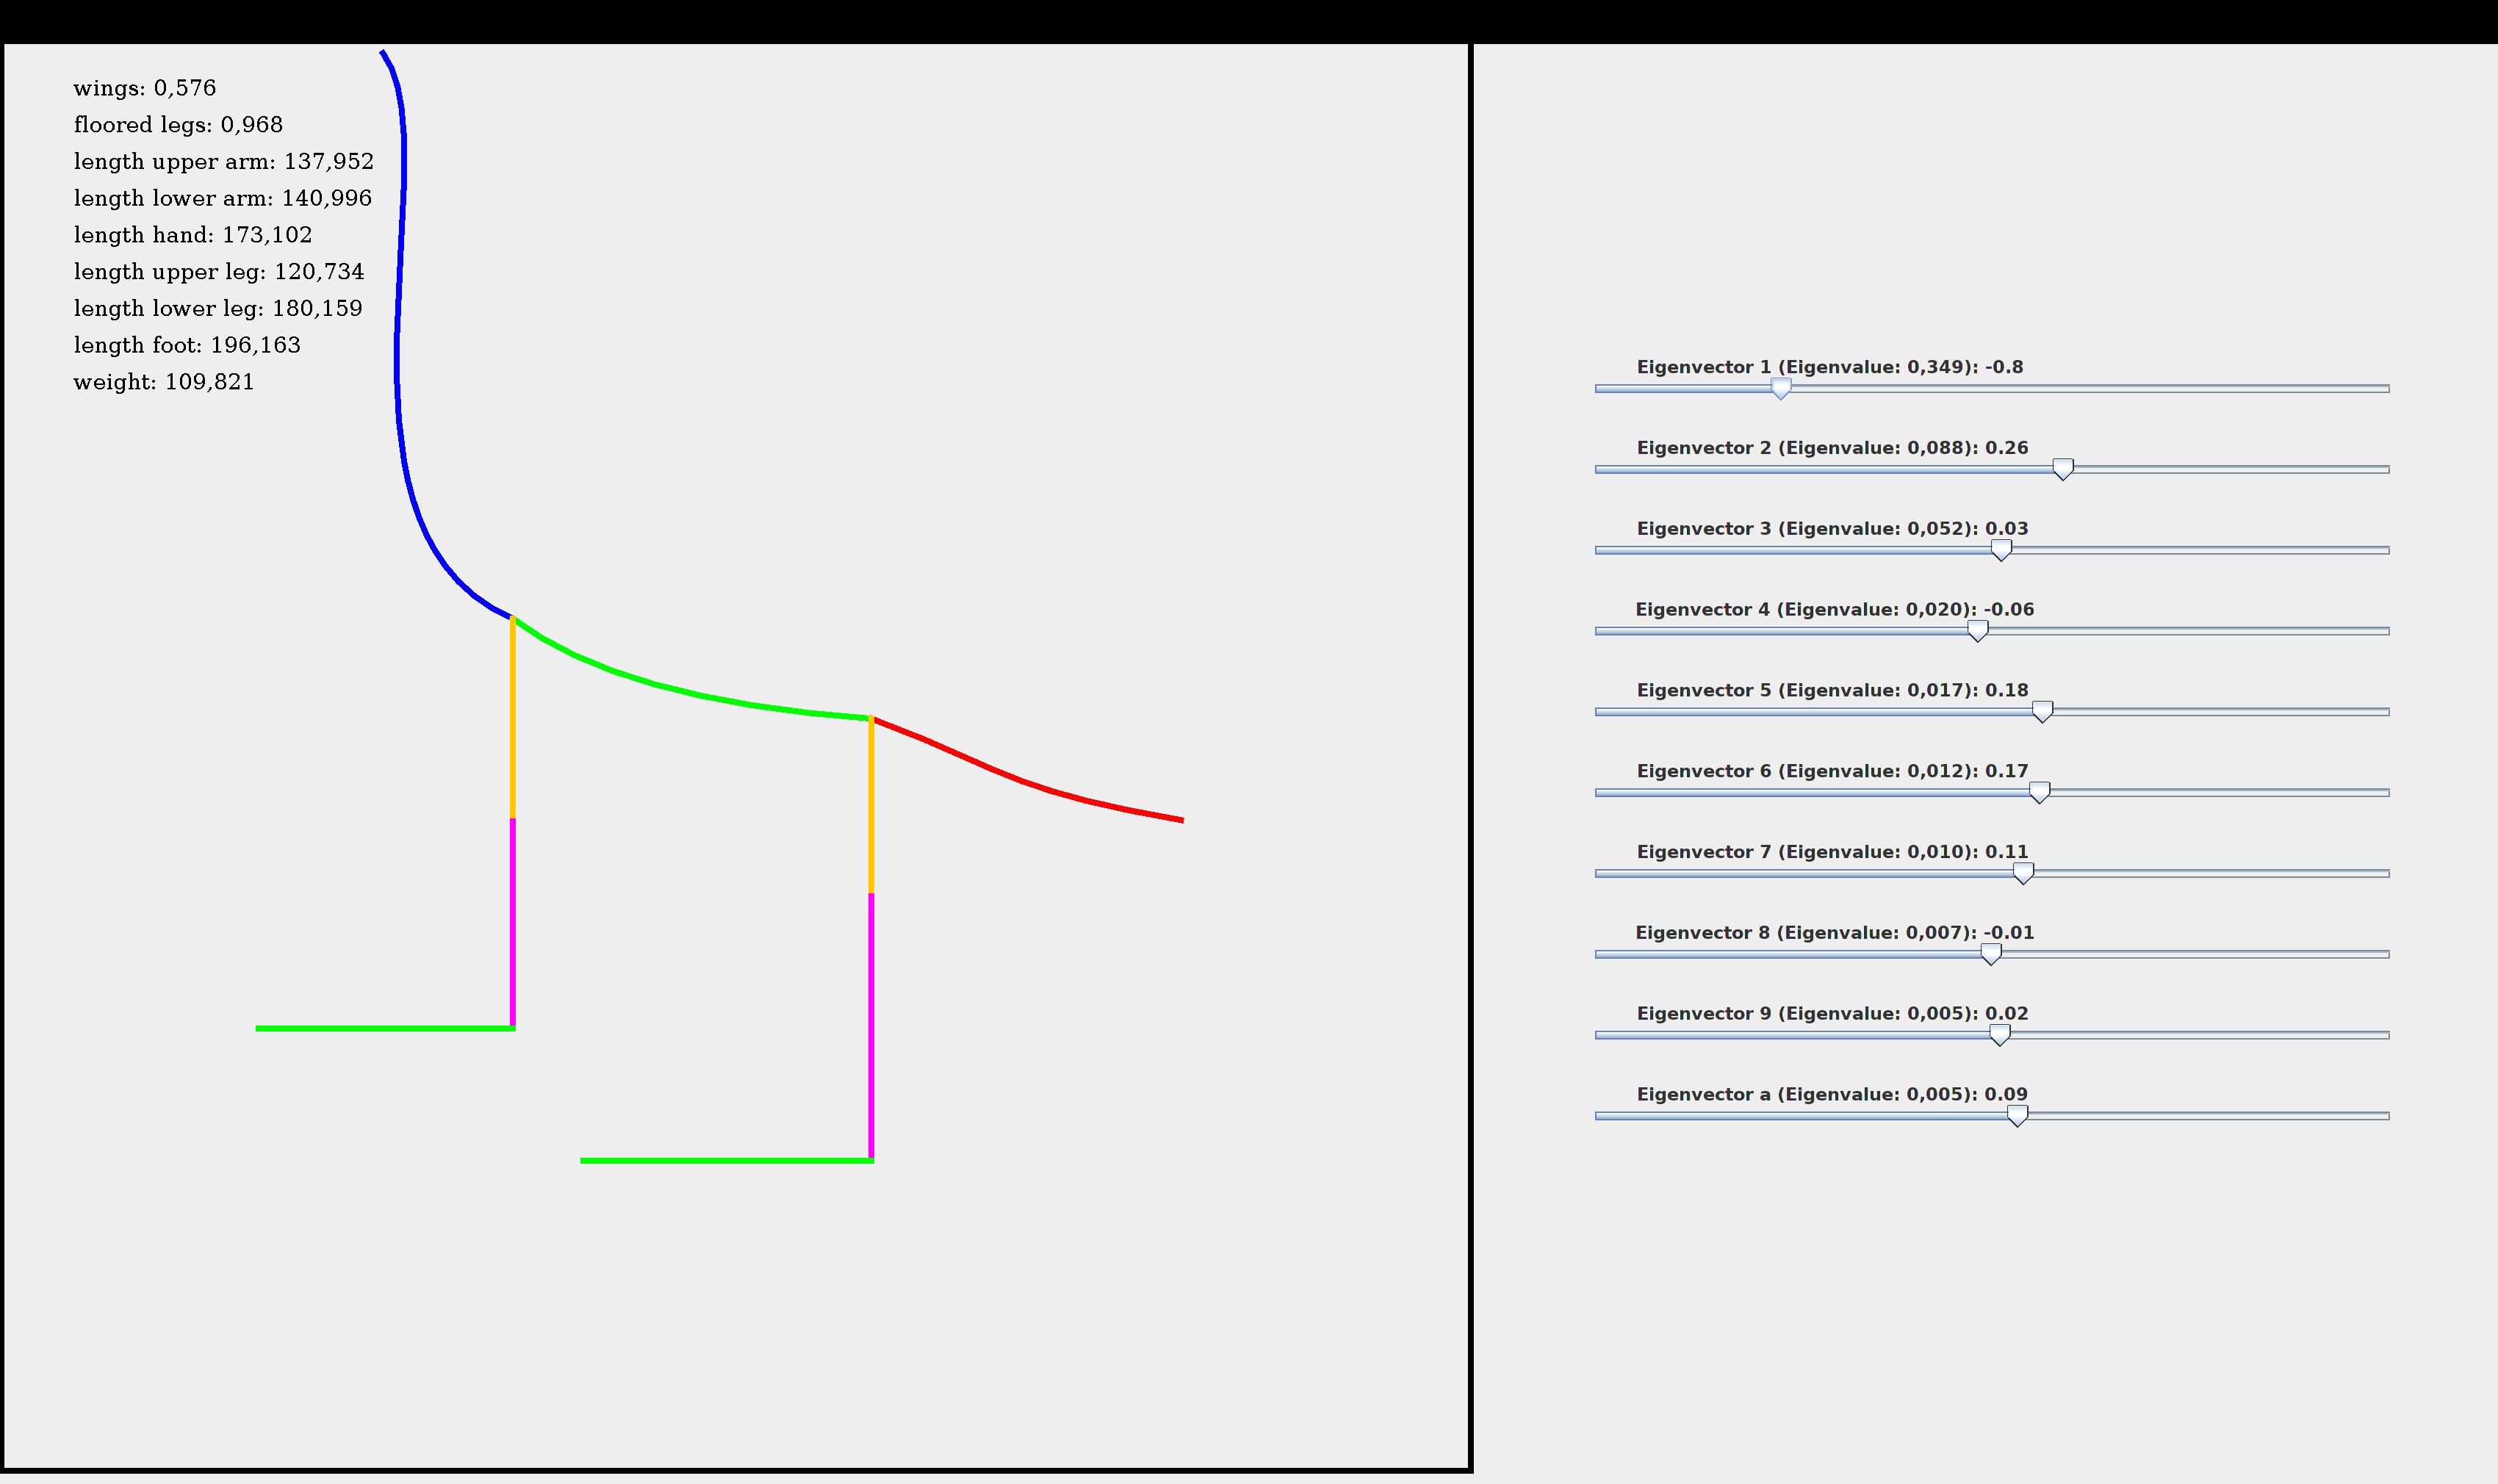 wings: 0,576
floored legs: 0,968
length upper arm: 137,952
length lower arm: 140,996
length hand: 173,102
length upper leg: 120,734
length lower leg: 180,159
length foot: 196,163
weight: 109,821
Eigenvector 1 (Eigenvalue: 0,349): -0.8
Eigenvector 2 (Eigenvalue: 0,088): 0.26
Eigenvector 3 (Eigenvalue: 0,052): 0.03
Eigenvector 4 (Eigenvalue: 0,020): -0.06
Eigenvector 5 (Eigenvalue: 0,017): 0.18
Eigenvector 6 (Eigenvalue: 0,012): 0.17
Eigenvector 7 (Eigenvalue: 0,010): 0.11
Eigenvector 8 (Eigenvalue: 0,007): -0.01
Eigenvector 9 (Eigenvalue: 0,005): 0.02
Eigenvector a (Eigenvalue: 0,005): 0.09